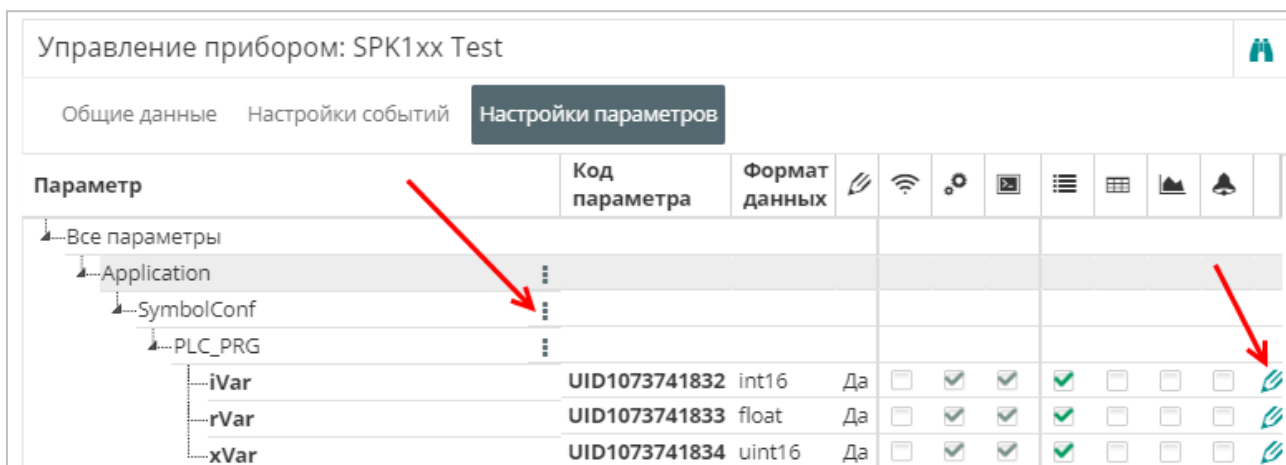 Управление прибором: SPK1xx Test
Общие данные Настройки событий Настройки параметров
Параметр Код параметра Формат данных
Все параметры
Application
SymbolConf
PLC_PRG
iVar UID1073741832 int16 Да
rVar UID1073741833 float Да
xVar UID1073741834 uint16 Да